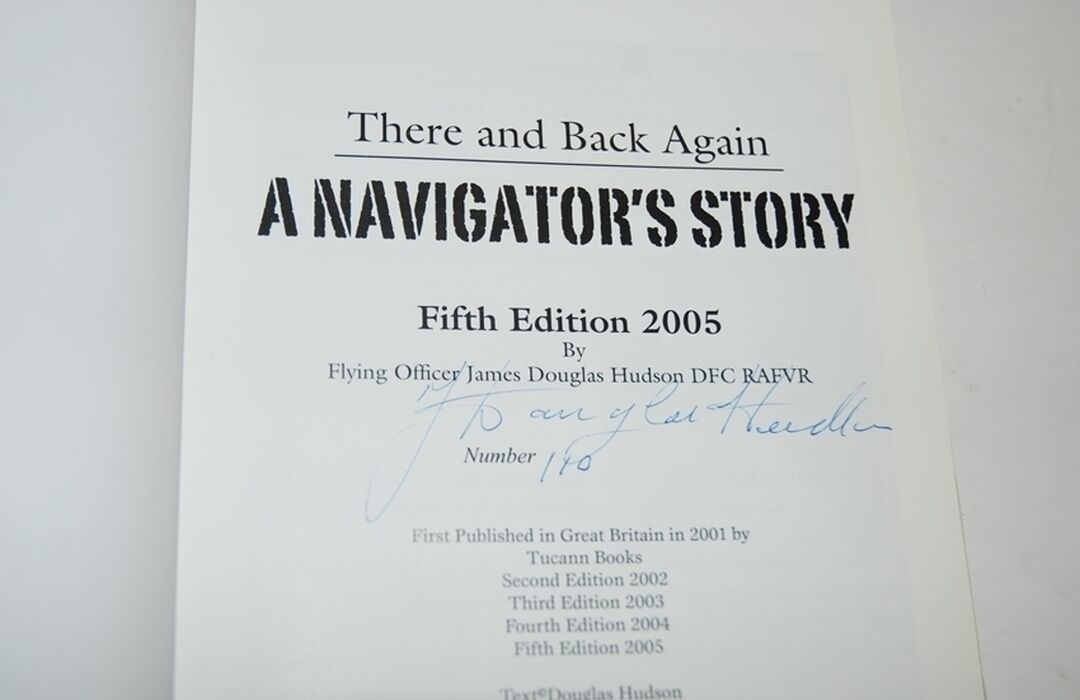 There and Back Again
A NAVIGATOR'S STORY
Fifth Edition 2005
By
Flying Officer James Douglas Hudson DFC RAFVR
J Douglas Hudson
Number
First Published in Great Britain in 2001 by
Tucann Books
Second Edition 2002
Third Edition 2003
Fourth Edition 2004
Fifth Edition 2005
Text©Douglas Hudson